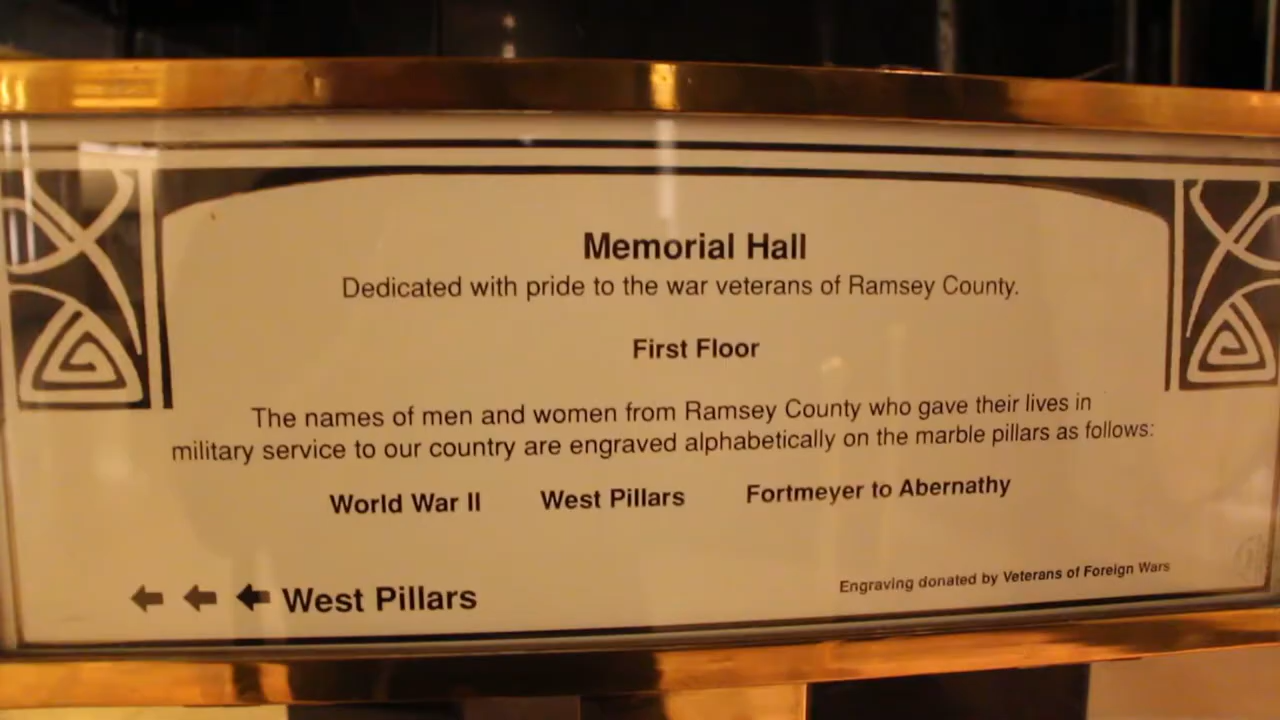 Memorial Hall
Dedicated with pride to the war veterans of Ramsey County.
First Floor
The names of men and women from Ramsey County who gave their lives in
military service to our country are engraved alphabetically on the marble pillars as follows:
World War II West Pillars Fortmeyer to Abernathy
Engraving donated by Veterans of Foreign Wars
West Pillars